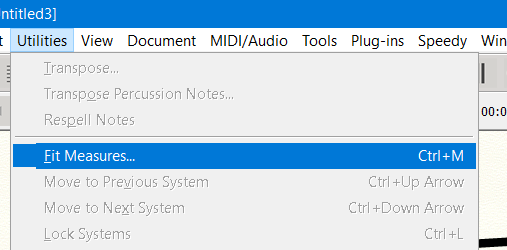 ntitled3]
t Utilities View Document MIDI/Audio Tools Plug-ins Speedy Win
Transpose...
Transpose Percussion Notes...
Respell Notes
00:0
Fit Measures... Ctrl+M
Move to Previous System Ctrl+Up Arrow
Move to Next System Ctrl+Down Arrow
Lock Systems Ctrl+L